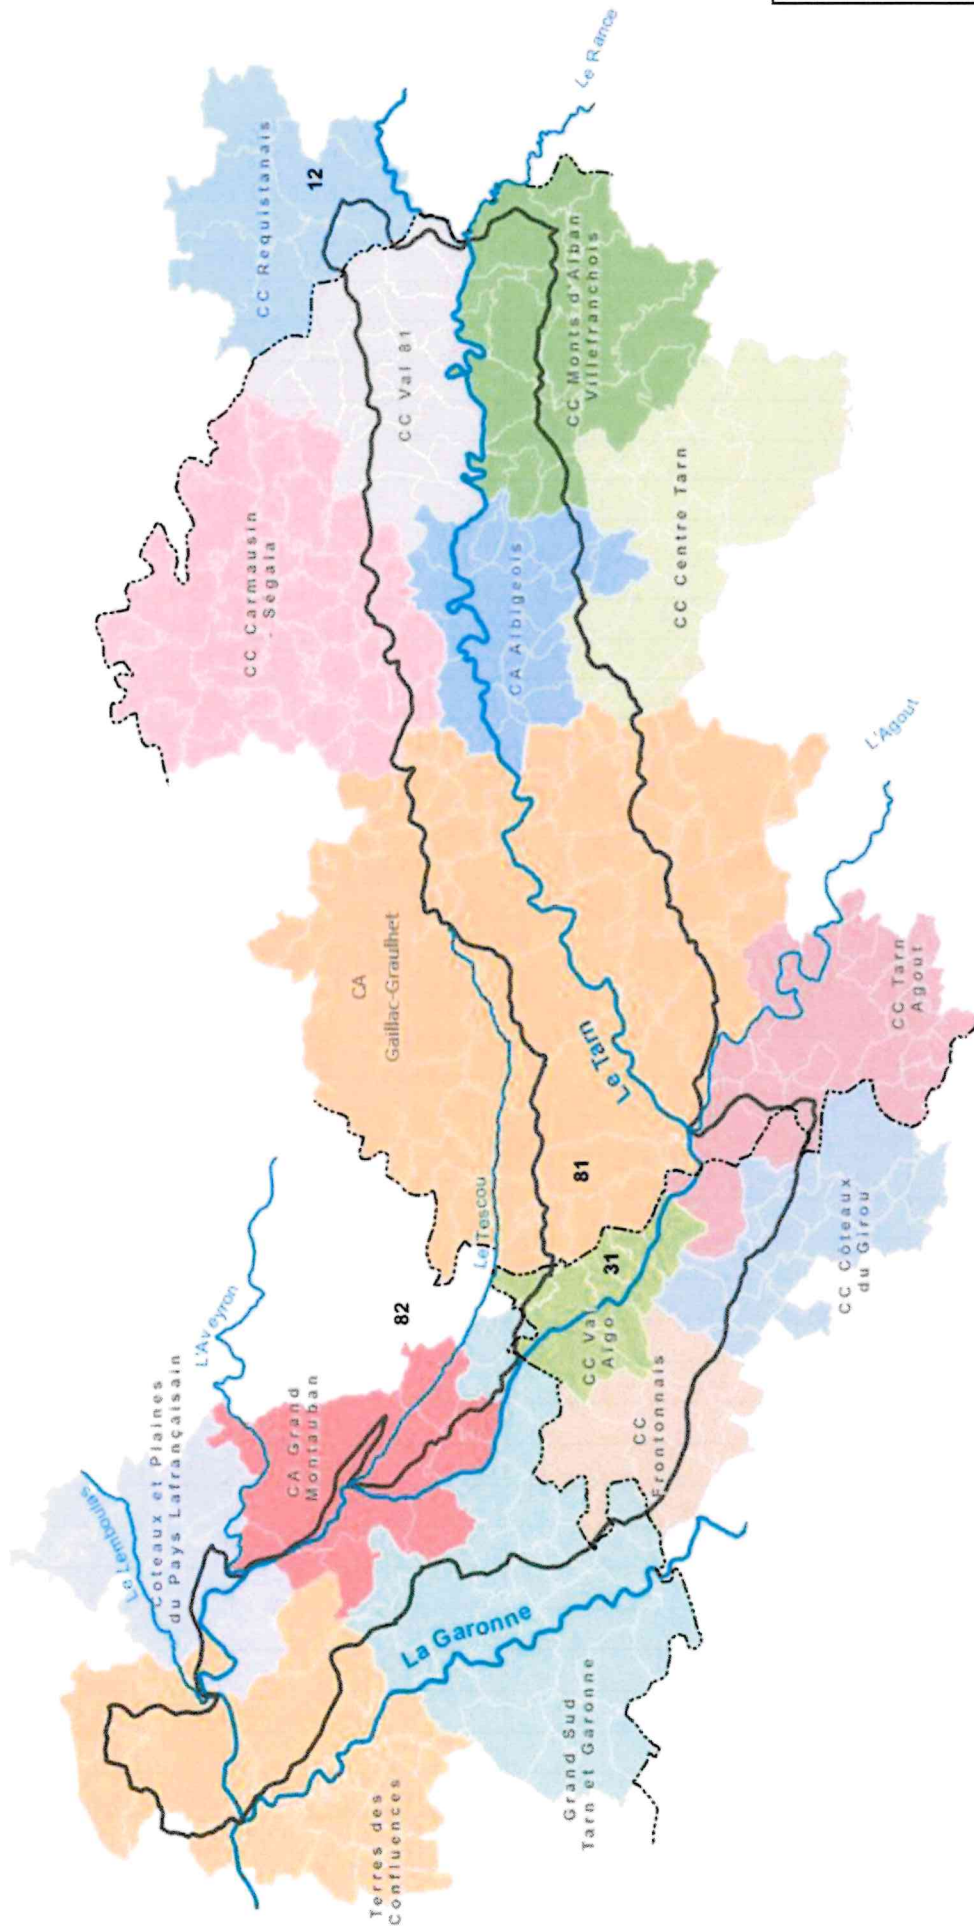 Le Lemboulas
Coteaux et Plaines
du Pays Lafrançaisain
L'Aveyron
CA Grand
Montauban
82
Terres des
Confluences
La Garonne
Grand Sud
Tarn et Garonne
CC
Frontonnais
31
Le Tescou
81
CC Côteaux
du Girou
CA
Gaillac-Graulhet
Le Tarn
CC Tarn
Agout
L'Agout
CC Carmausin
- Ségala
CA Albigeois
CC Centre Tarn
CC Val 81
CC Monts d'Alban
Villefranchois
CC Requistanais
12
Le Rance